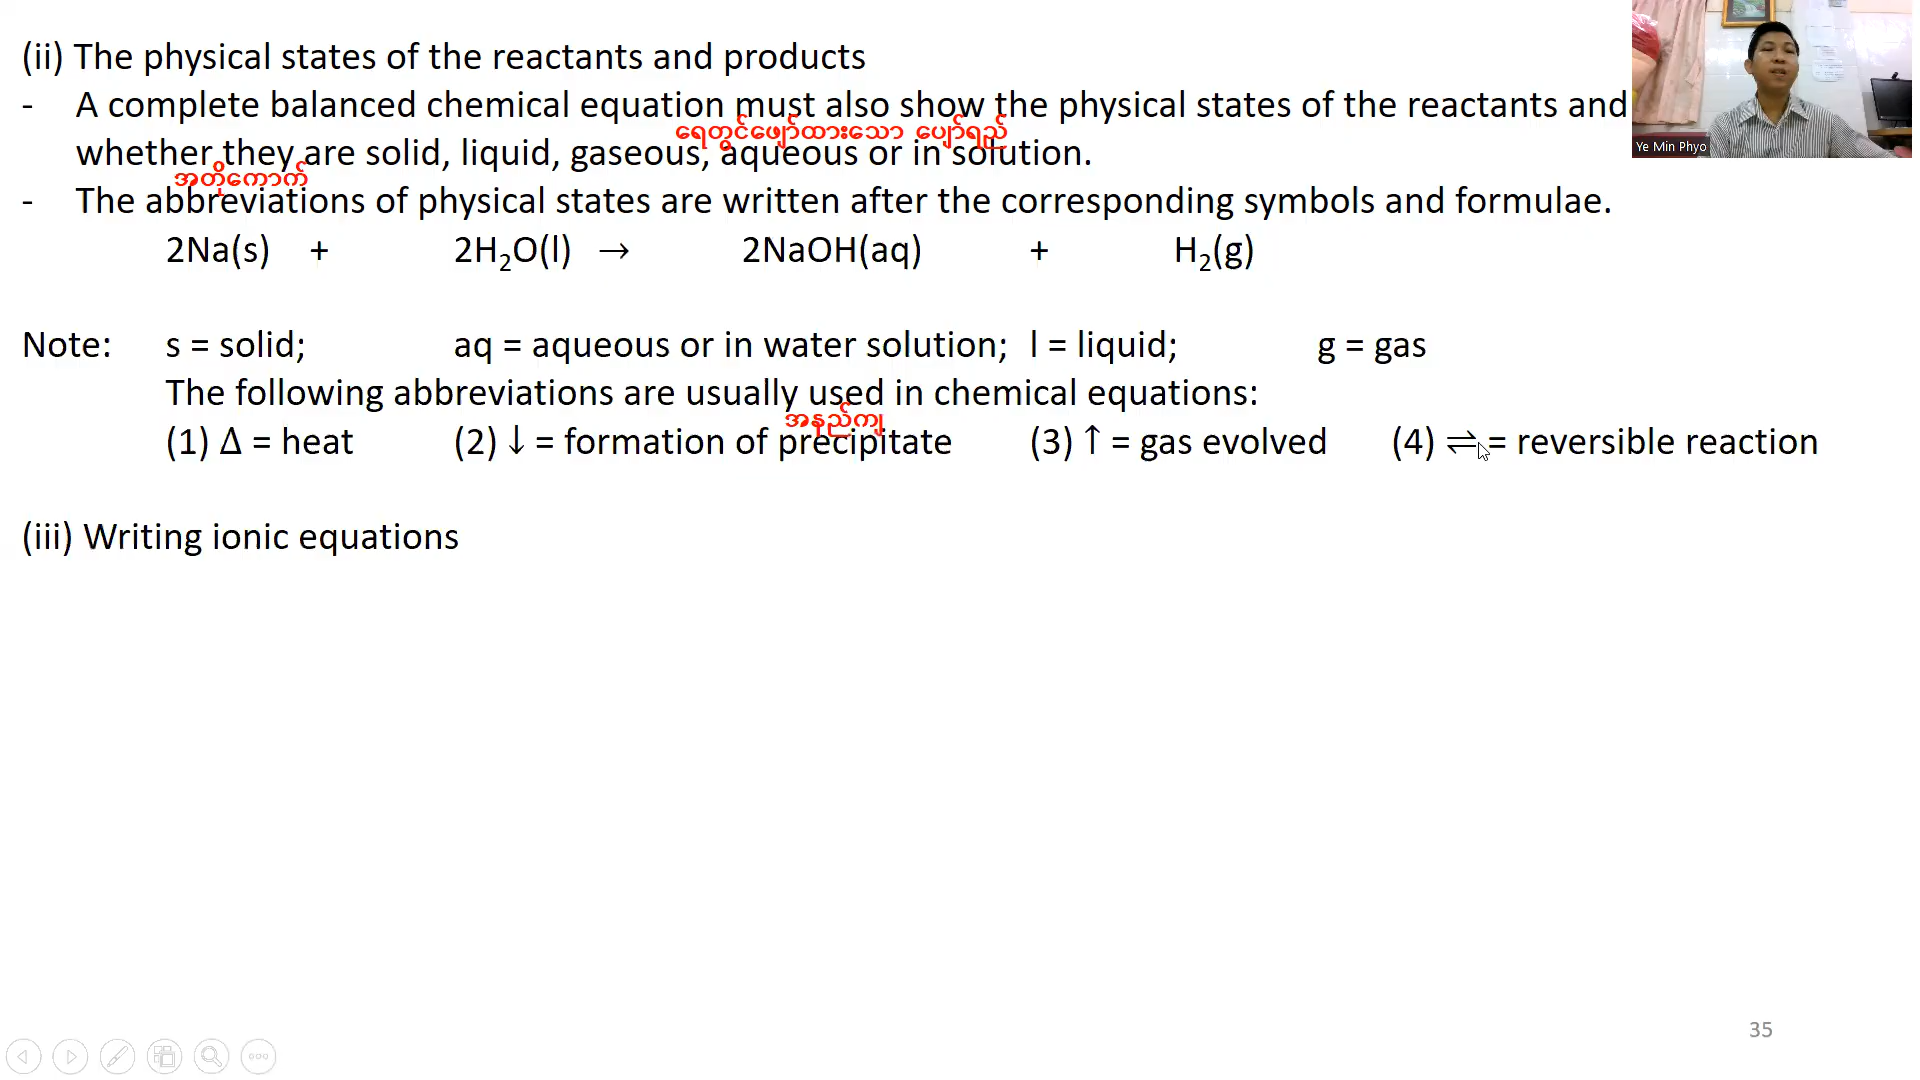 (ii) The physical states of the reactants and products
- A complete balanced chemical equation must also show the physical states of the reactants and
ရေတွင်ဖျော်ထားသော ပျော်ရည်
whether they are solid, liquid, gaseous, aqueous or in solution.
အတိုကောက်
- The abbreviations of physical states are written after the corresponding symbols and formulae.
2Na(s) + 2H₂O(l) → 2NaOH(aq) + H₂(g)
Note: s = solid; aq = aqueous or in water solution; l = liquid; g = gas
The following abbreviations are usually used in chemical equations:
အနည်ကျ
(1) Δ = heat (2) ↓ = formation of precipitate (3) ↑ = gas evolved (4) ⇌ = reversible reaction
(iii) Writing ionic equations
Ye Min Phyo
35